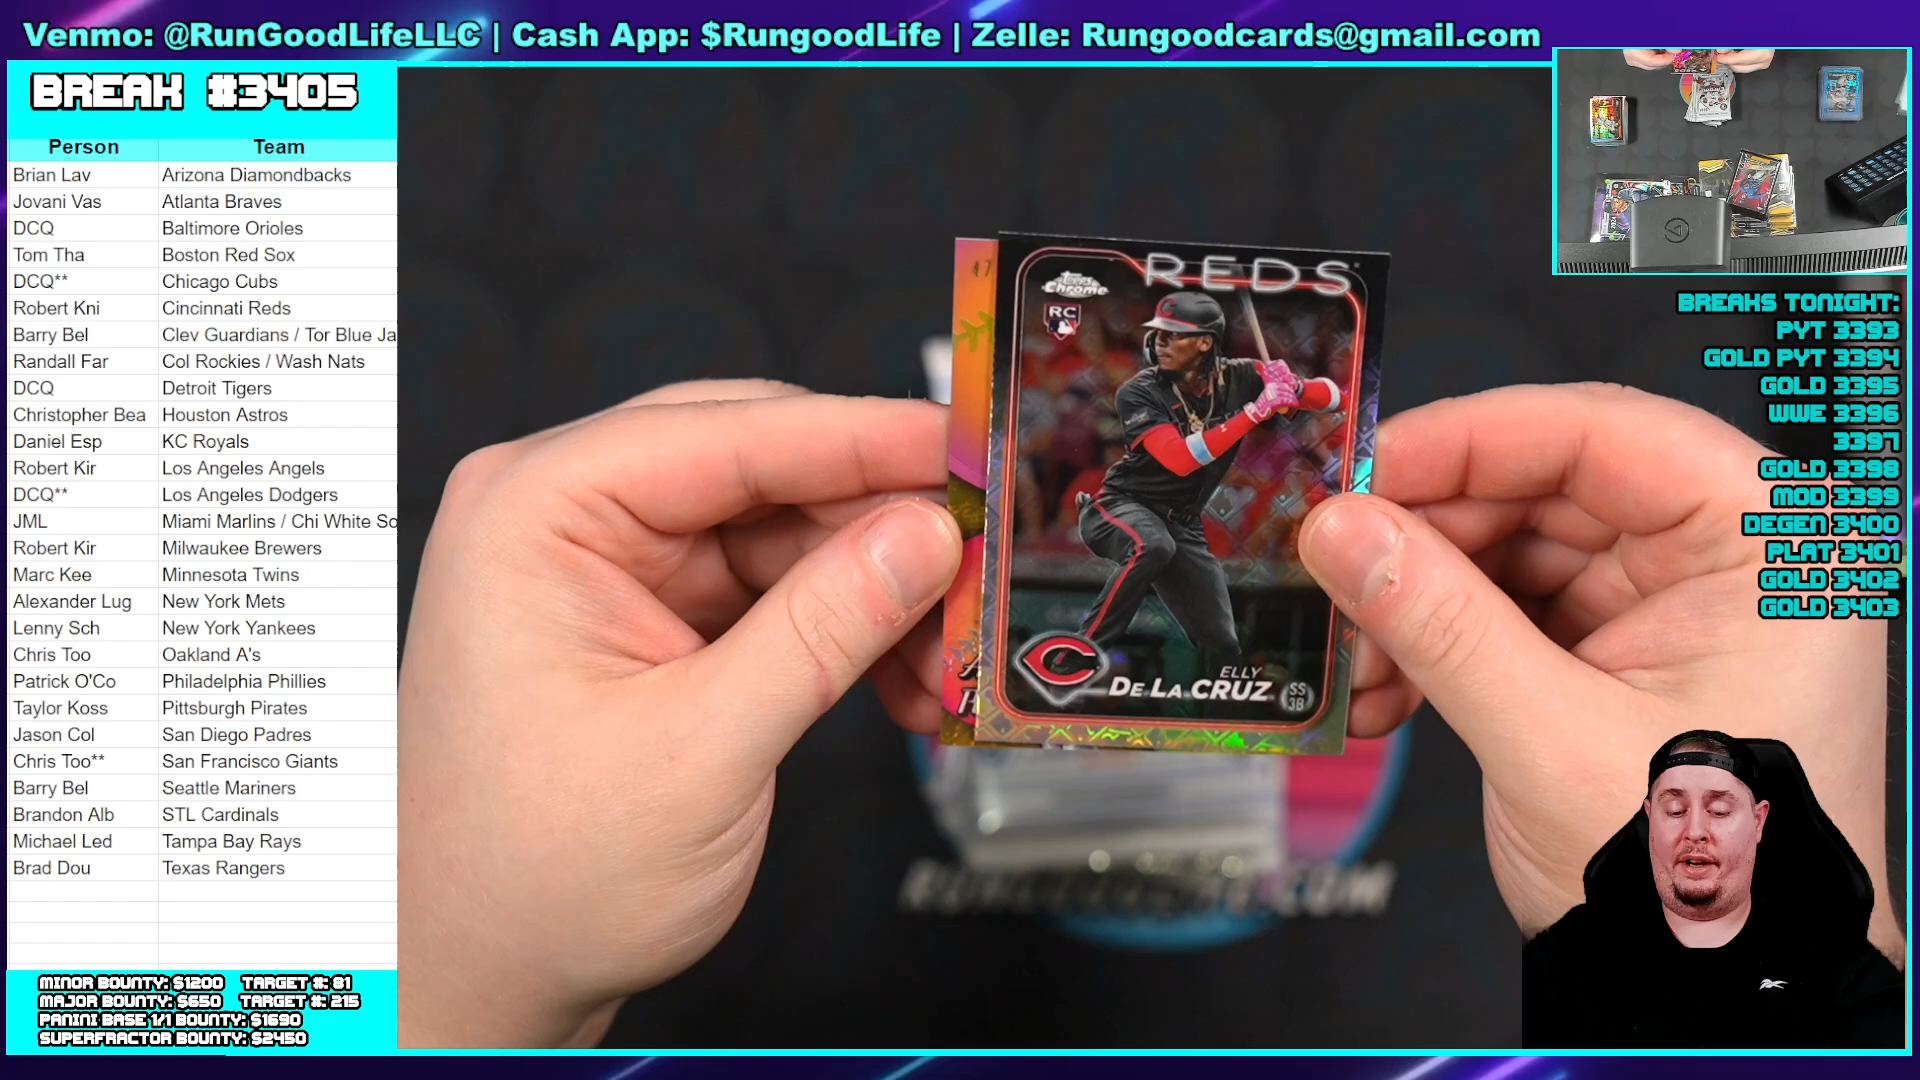 Venmo: @RunGoodLifeLLC | Cash App: $RungoodLife | Zelle: Rungoodcards@gmail.com
BREAK #3405
Person Team
Brian Lav Arizona Diamondbacks
Jovani Vas Atlanta Braves
DCQ Baltimore Orioles
Tom Tha Boston Red Sox
DCQ** Chicago Cubs
Robert Kni Cincinnati Reds
Barry Bel Clev Guardians / Tor Blue Ja
Randall Far Col Rockies / Wash Nats
DCQ Detroit Tigers
Christopher Bea Houston Astros
Daniel Esp KC Royals
Robert Kir Los Angeles Angels
DCQ** Los Angeles Dodgers
JML Miami Marlins / Chi White So
Robert Kir Milwaukee Brewers
Marc Kee Minnesota Twins
Alexander Lug New York Mets
Lenny Sch New York Yankees
Chris Too Oakland A's
Patrick O'Co Philadelphia Phillies
Taylor Koss Pittsburgh Pirates
Jason Col San Diego Padres
Chris Too** San Francisco Giants
Barry Bel Seattle Mariners
Brandon Alb STL Cardinals
Michael Led Tampa Bay Rays
Brad Dou Texas Rangers
MINOR BOUNTY: $1200 TARGET #: 81
MAJOR BOUNTY: $650 TARGET #: 215
PANINI BASE 1/1 BOUNTY: $1690
SUPERFRACTOR BOUNTY: $2450
REDS
Topps
Chrome
RC
ELLY
DE LA CRUZ
SS
3B
RUNGOODLIFE.COM
BREAKS TONIGHT:
PYT 3393
GOLD PYT 3394
GOLD 3395
WWE 3396
3397
GOLD 3398
MOD 3399
DEGEN 3400
PLAT 3401
GOLD 3402
GOLD 3403